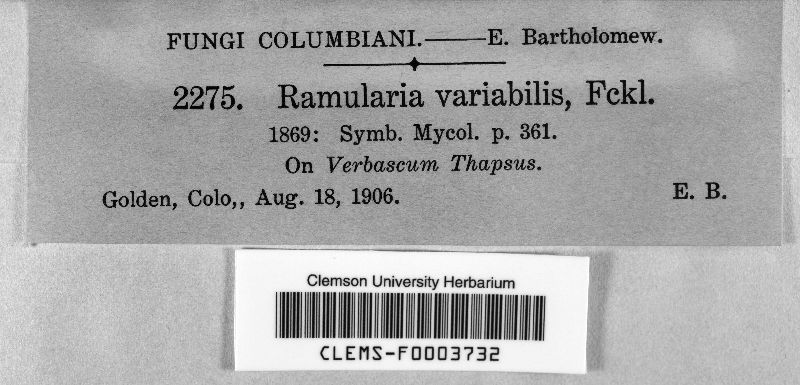 FUNGI COLUMBIANI.——E. Bartholomew.
2275. Ramularia variabilis, Fckl.
1869: Symb. Mycol. p. 361.
On Verbascum Thapsus.
Golden, Colo,, Aug. 18, 1906. E. B.
Clemson University Herbarium
CLEMS-F0003732